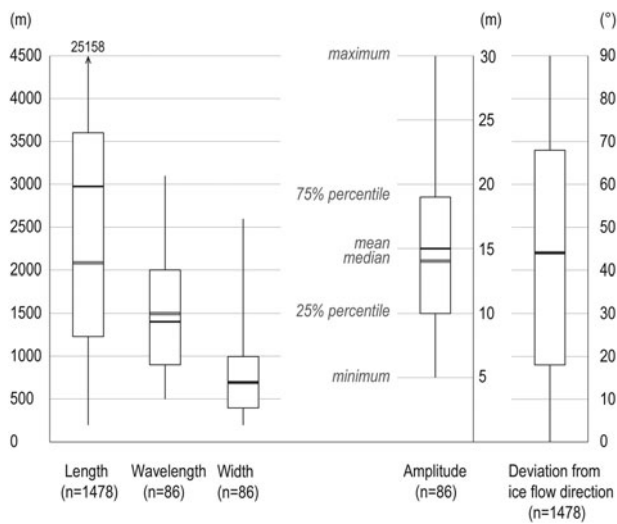 (m)
(m)
(°)
25158
4500
4000
3500
3000
2500
2000
1500
1000
500
0
maximum
75% percentile
mean
median
25% percentile
minimum
30
25
20
15
10
5
90
80
70
60
50
40
30
20
10
0
Length
(n=1478)
Wavelength
(n=86)
Width
(n=86)
Amplitude
(n=86)
Deviation from
ice flow direction
(n=1478)